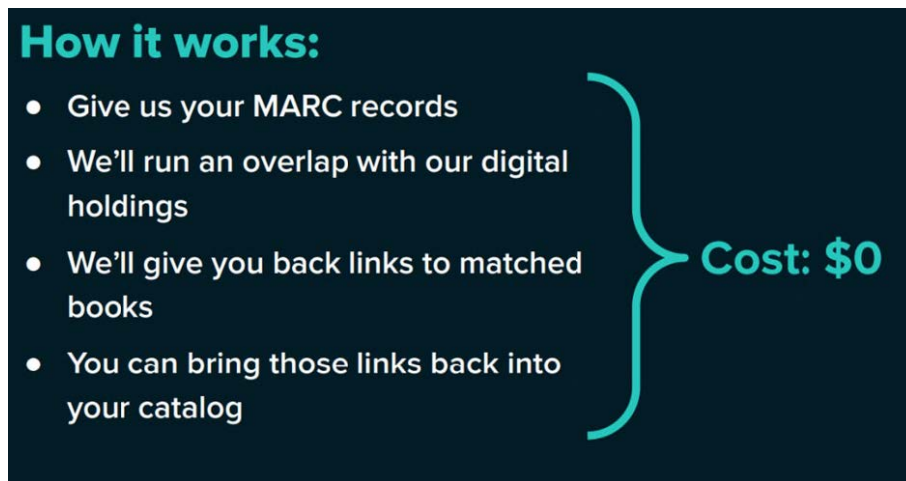 How it works:
● Give us your MARC records
● We’ll run an overlap with our digital
holdings
● We’ll give you back links to matched
books
● You can bring those links back into
your catalog
Cost: $0